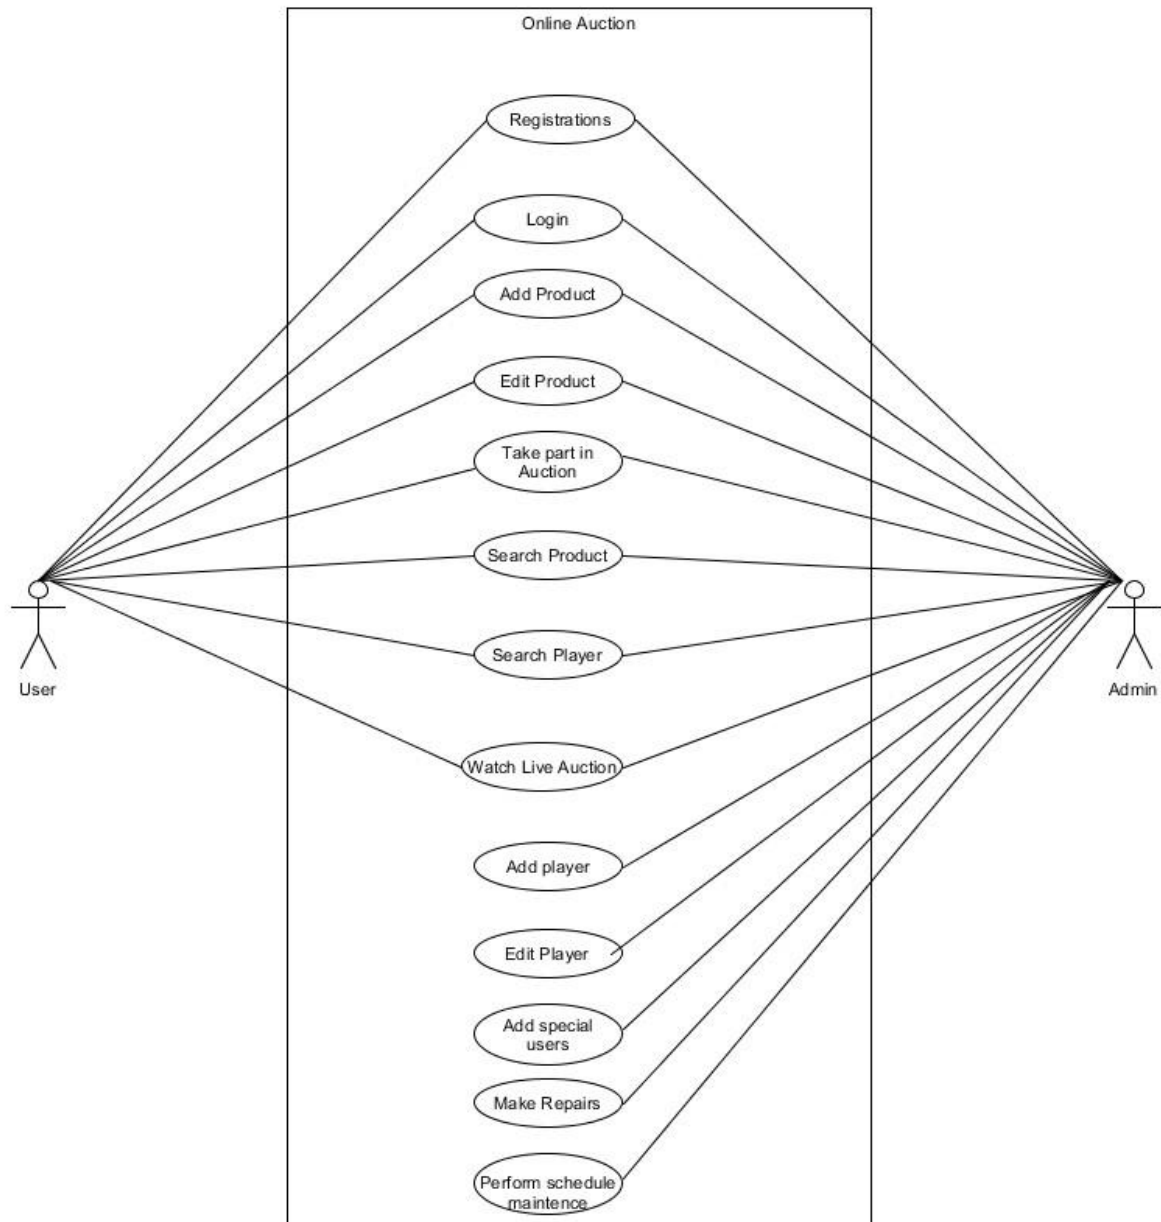 Online Auction
Registrations
Login
Add Product
Edit Product
Take part in
Auction
Search Product
Search Player
User
Admin
Watch Live Auction
Add player
Edit Player
Add special
users
Make Repairs
Perform schedule
maintence